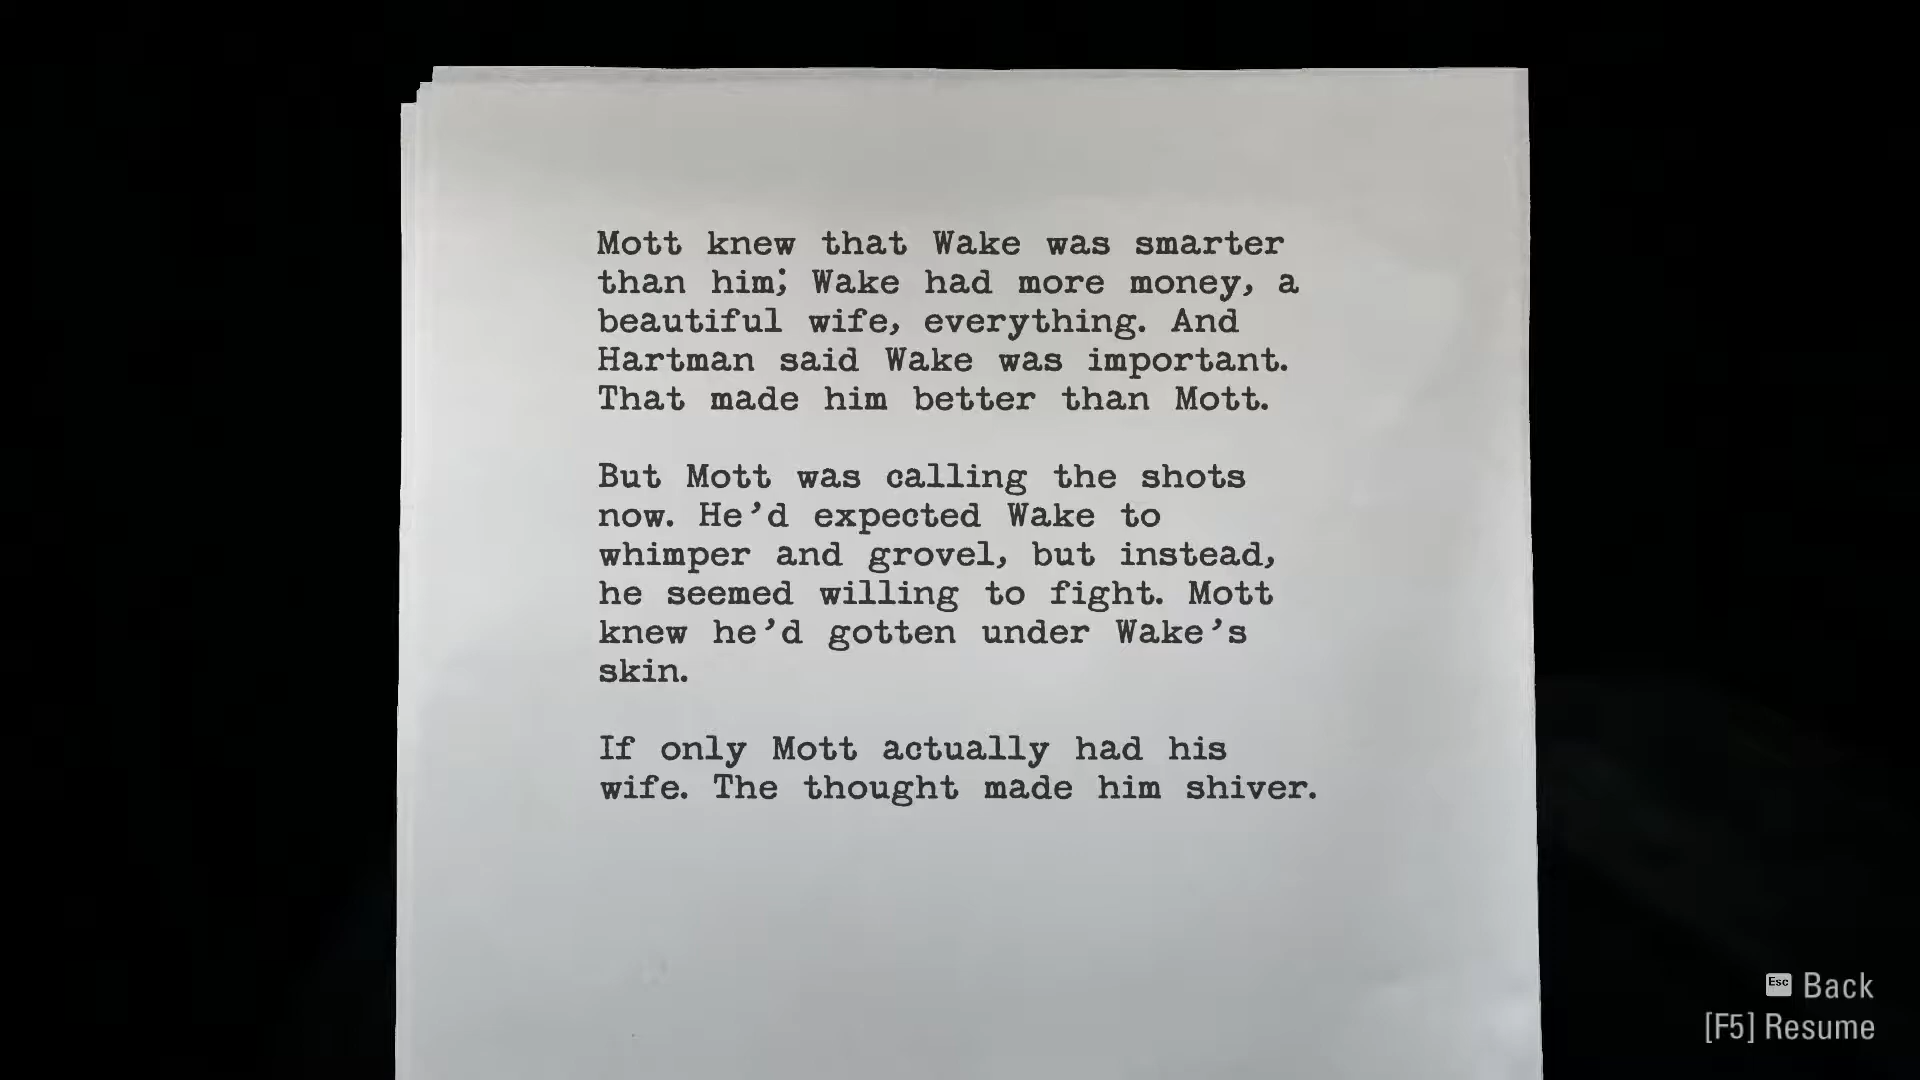 Mott knew that Wake was smarter
than him; Wake had more money, a
beautiful wife, everything. And
Hartman said Wake was important.
That made him better than Mott.
But Mott was calling the shots
now. He’d expected Wake to
whimper and grovel, but instead,
he seemed willing to fight. Mott
knew he’d gotten under Wake’s
skin.
If only Mott actually had his
wife. The thought made him shiver.
Esc Back
[F5] Resume